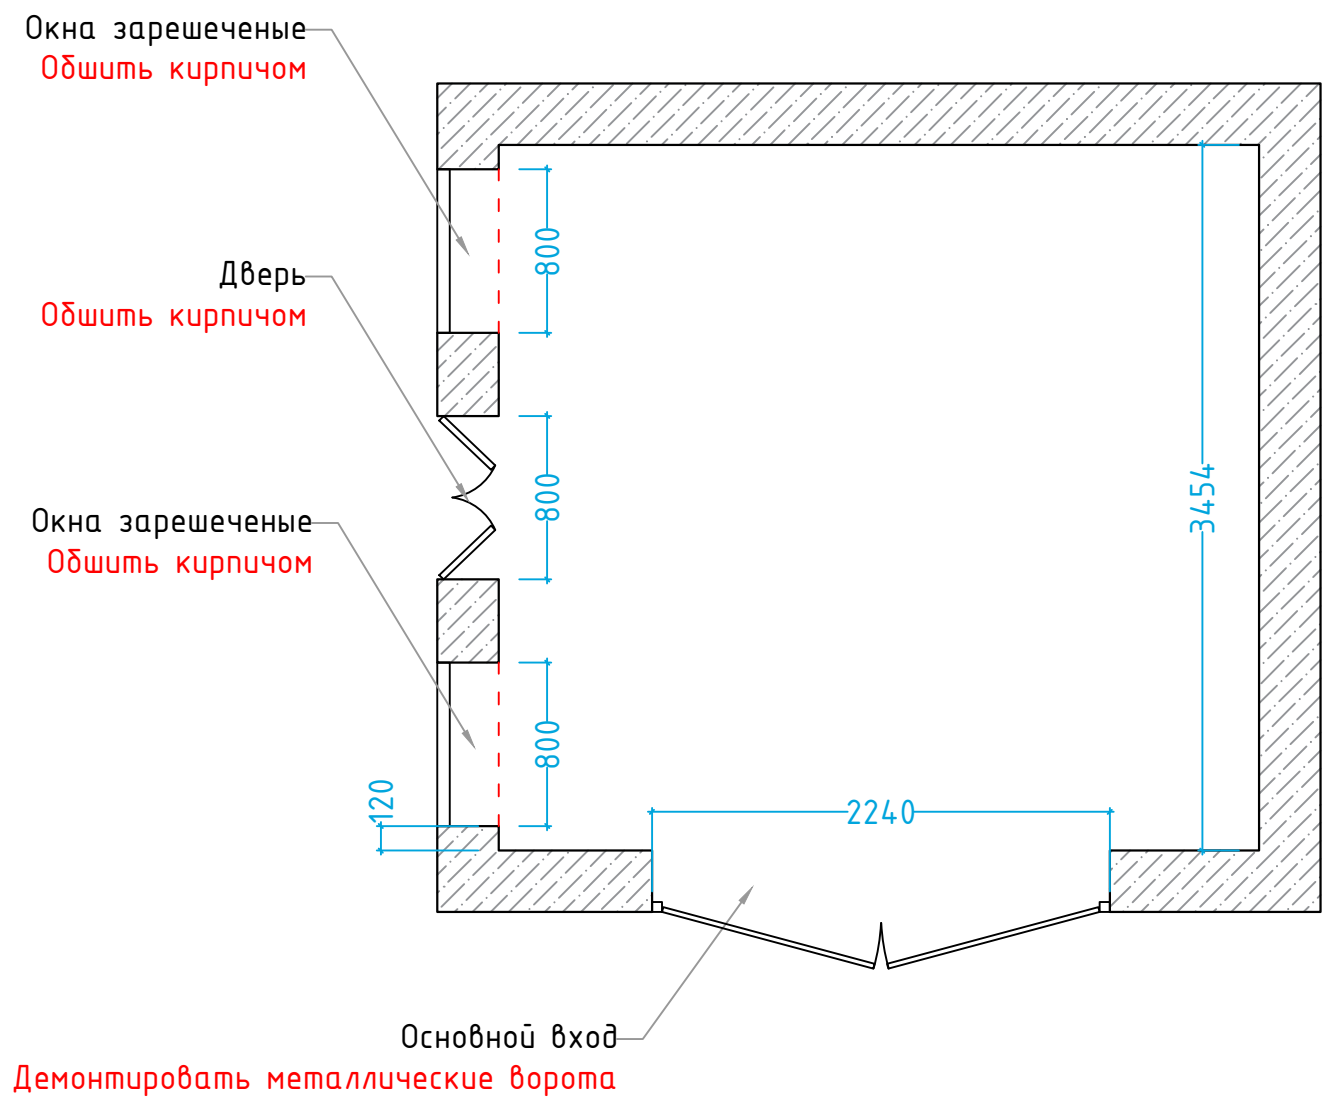 Окна зарешеченые
Обшить кирпичом
Дверь
Обшить кирпичом
Окна зарешеченые
Обшить кирпичом
800
800
800
120
3454
2240
Основной вход
Демонтировать металлические ворота